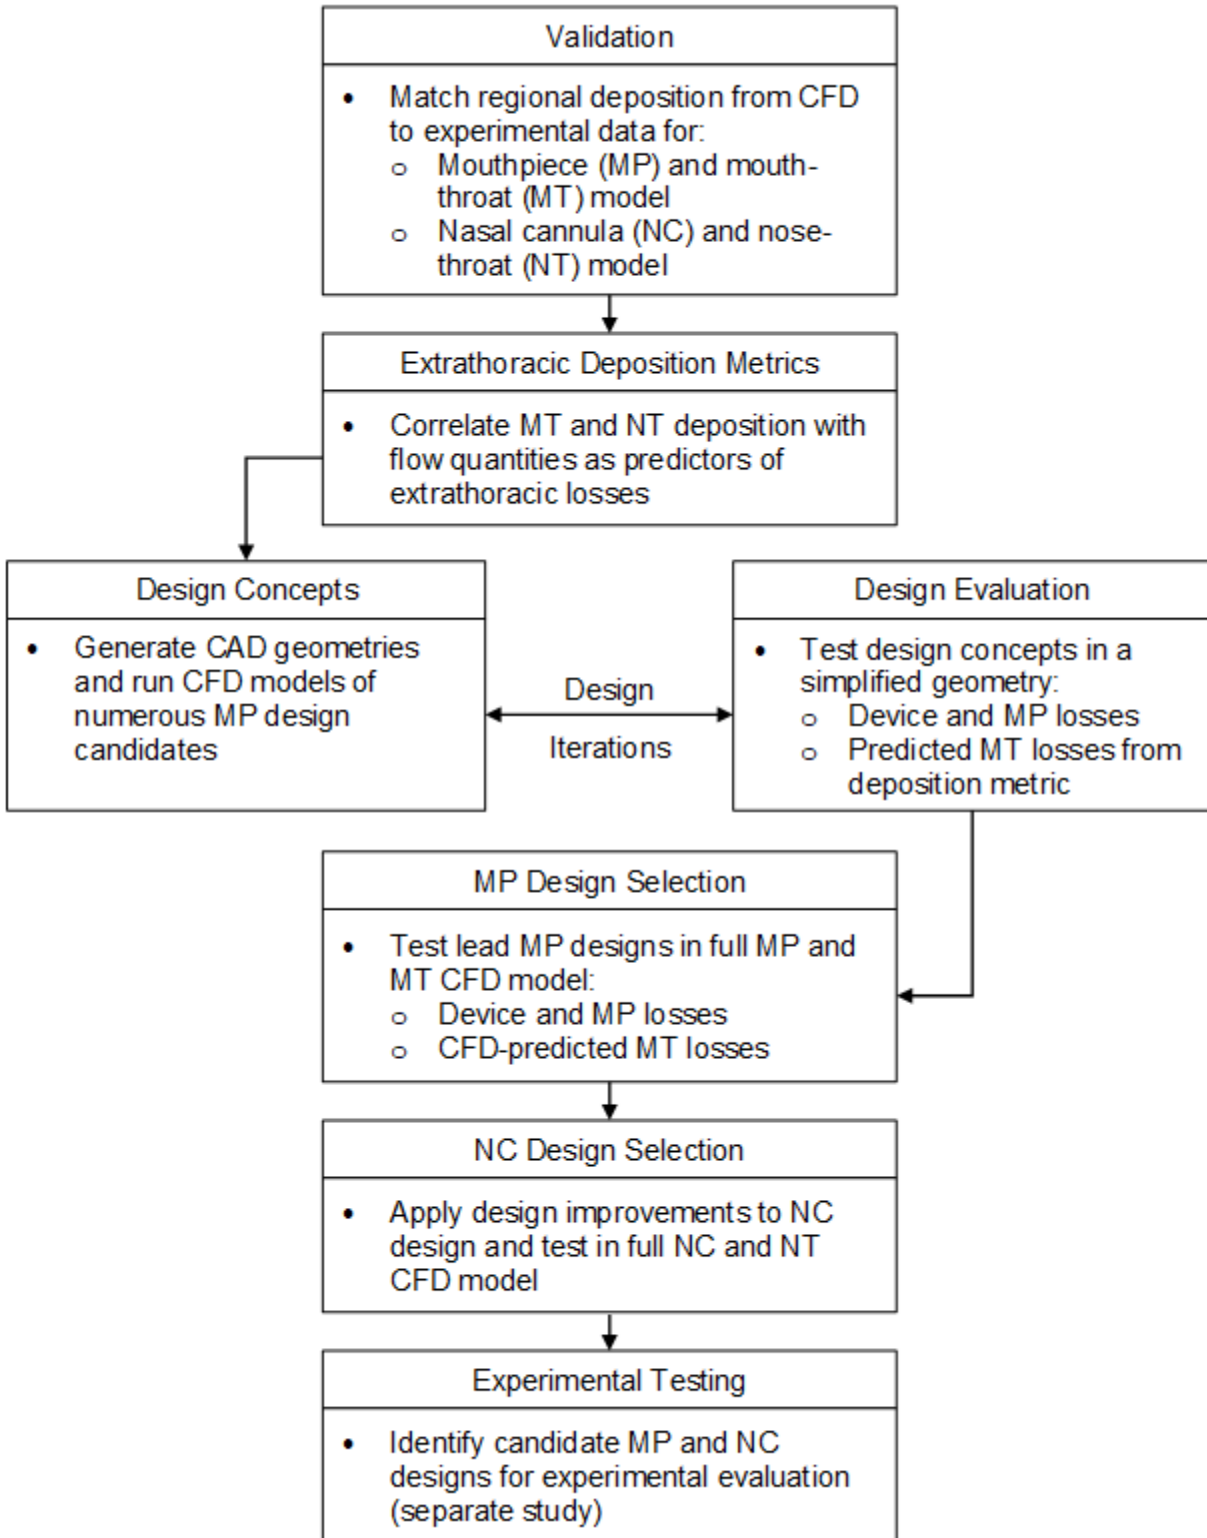 Validation
• Match regional deposition from CFD
to experimental data for:
o Mouthpiece (MP) and mouth-
throat (MT) model
o Nasal cannula (NC) and nose-
throat (NT) model
Extrathoracic Deposition Metrics
• Correlate MT and NT deposition with
flow quantities as predictors of
extrathoracic losses
Design Concepts
• Generate CAD geometries
and run CFD models of
numerous MP design
candidates
Design
Iterations
Design Evaluation
• Test design concepts in a
simplified geometry:
o Device and MP losses
o Predicted MT losses from
deposition metric
MP Design Selection
• Test lead MP designs in full MP and
MT CFD model:
o Device and MP losses
o CFD-predicted MT losses
NC Design Selection
• Apply design improvements to NC
design and test in full NC and NT
CFD model
Experimental Testing
• Identify candidate MP and NC
designs for experimental evaluation
(separate study)